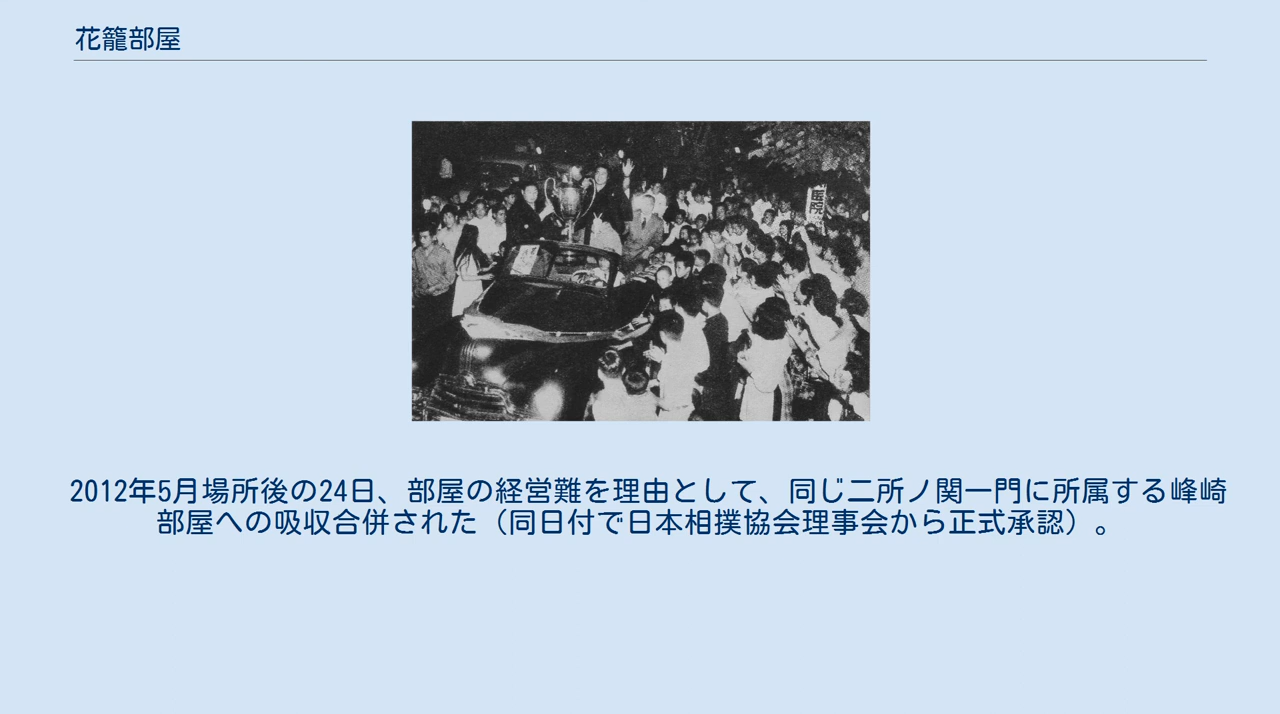 花籠部屋
2012年5月場所後の24日、部屋の経営難を理由として、同じ二所ノ関一門に所属する峰崎
部屋への吸収合併された（同日付で日本相撲協会理事会から正式承認）。